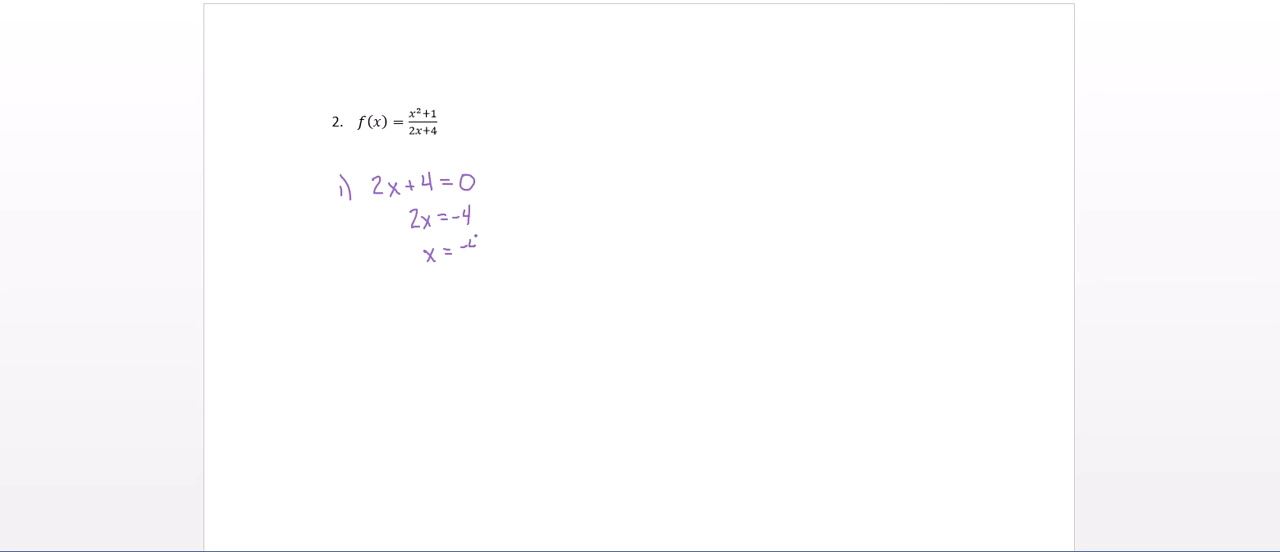 2. f(x) = x²+1 / 2x+4
1) 2x+4=0
2x=-4
x = -